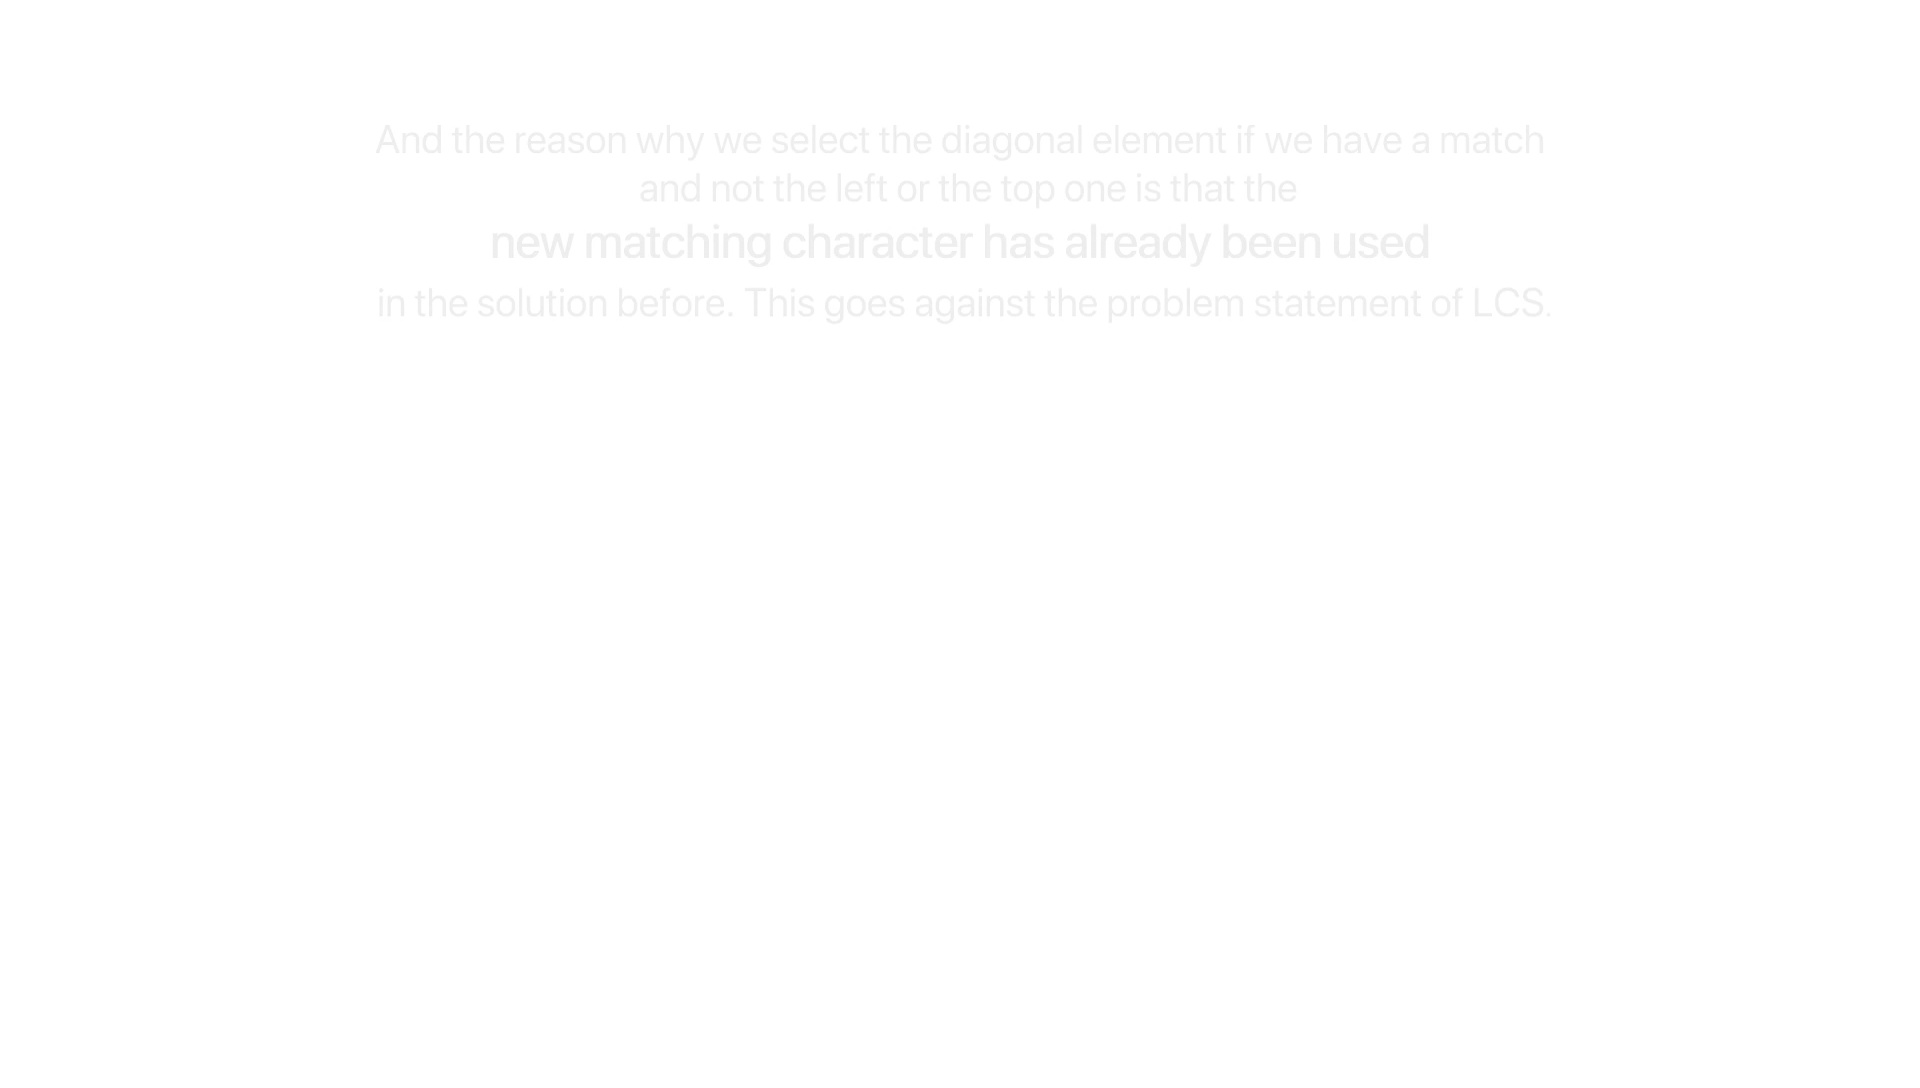 And the reason why we select the diagonal element if we have a match
and not the left or the top one is that the
new matching character has already been used
in the solution before. This goes against the problem statement of LCS.